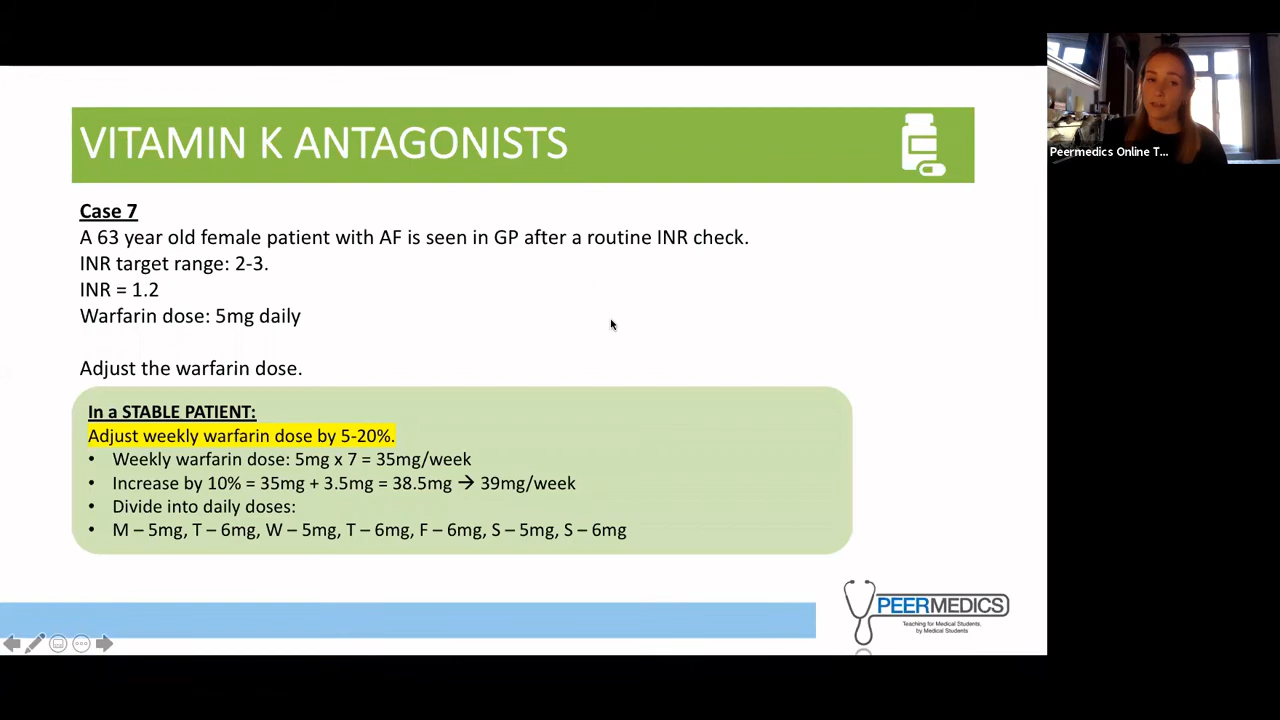 VITAMIN K ANTAGONISTS
Peermedics Online T...
Case 7
A 63 year old female patient with AF is seen in GP after a routine INR check.
INR target range: 2-3.
INR = 1.2
Warfarin dose: 5mg daily
Adjust the warfarin dose.
In a STABLE PATIENT:
Adjust weekly warfarin dose by 5-20%.
• Weekly warfarin dose: 5mg x 7 = 35mg/week
• Increase by 10% = 35mg + 3.5mg = 38.5mg → 39mg/week
• Divide into daily doses:
• M – 5mg, T – 6mg, W – 5mg, T – 6mg, F – 6mg, S – 5mg, S – 6mg
PEERMEDICS
Teaching for Medical Students,
by Medical Students